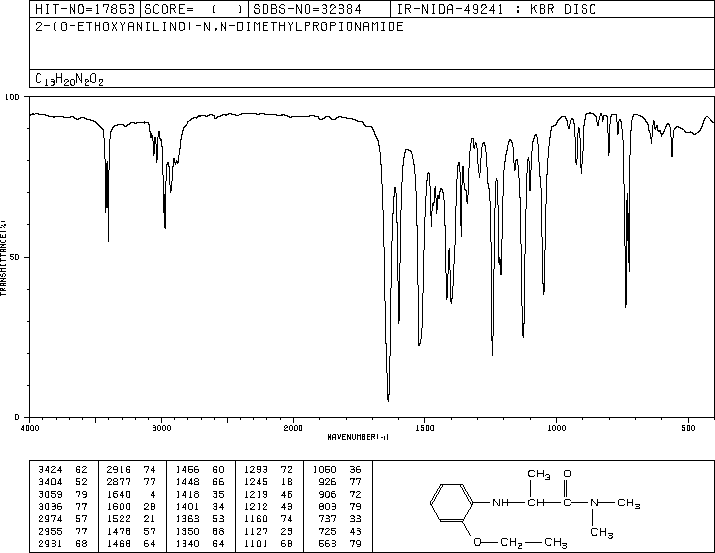 HIT-NO=17853 SCORE= ( ) SDBS-NO=32384 IR-NIDA-49241 : KBR DISC
2-(O-ETHOXYANILINO)-N,N-DIMETHYLPROPIONAMIDE
C13H20N2O2
100
50
0
TRANSMITTANCE(%)
4000 3000 2000 1500 1000 500
WAVENUMBER(-1)
3424 62 2916 74 1456 60 1293 72 1050 36
3404 52 2877 77 1448 66 1245 18 926 77
3059 79 1640 4 1418 35 1219 46 906 72
3036 77 1600 28 1401 34 1212 43 803 79
2974 57 1522 21 1363 53 1160 74 737 33
2955 77 1478 57 1350 68 1127 23 725 43
2931 68 1468 64 1340 64 1101 68 563 79
CH3 O
NH CH C N CH3
CH3
O CH2 CH3